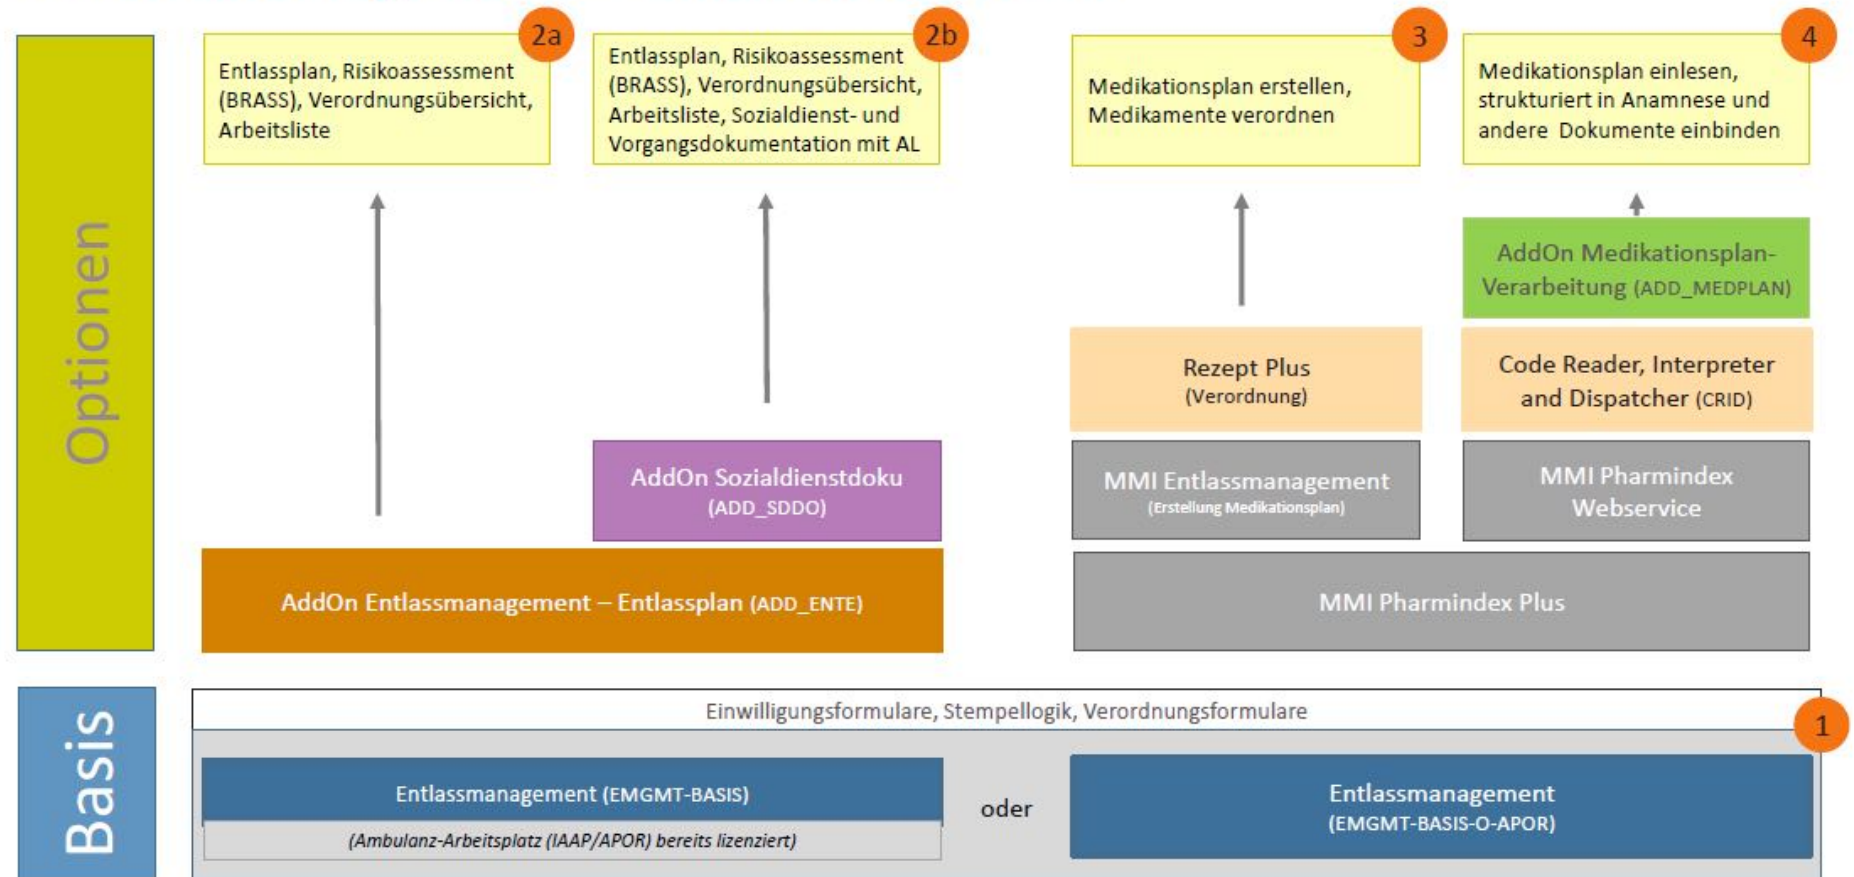 Optionen
2a
Entlassplan, Risikoassessment
(BRASS), Verordnungsübersicht,
Arbeitsliste
2b
Entlassplan, Risikoassessment
(BRASS), Verordnungsübersicht,
Arbeitsliste, Sozialdienst- und
Vorgangsdokumentation mit AL
3
Medikationsplan erstellen,
Medikamente verordnen
4
Medikationsplan einlesen,
strukturiert in Anamnese und
andere Dokumente einbinden
AddOn Medikationsplan-
Verarbeitung (ADD_MEDPLAN)
Rezept Plus
(Verordnung)
Code Reader, Interpreter
and Dispatcher (CRID)
AddOn Sozialdienstdoku
(ADD_SDDO)
MMI Entlassmanagement
(Erstellung Medikationsplan)
MMI Pharmindex
Webservice
AddOn Entlassmanagement – Entlassplan (ADD_ENTE)
MMI Pharmindex Plus
Basis
Einwilligungsformulare, Stempellogik, Verordnungsformulare
1
Entlassmanagement (EMGMT-BASIS)
(Ambulanz-Arbeitsplatz (IAAP/APOR) bereits lizenziert)
oder
Entlassmanagement
(EMGMT-BASIS-O-APOR)